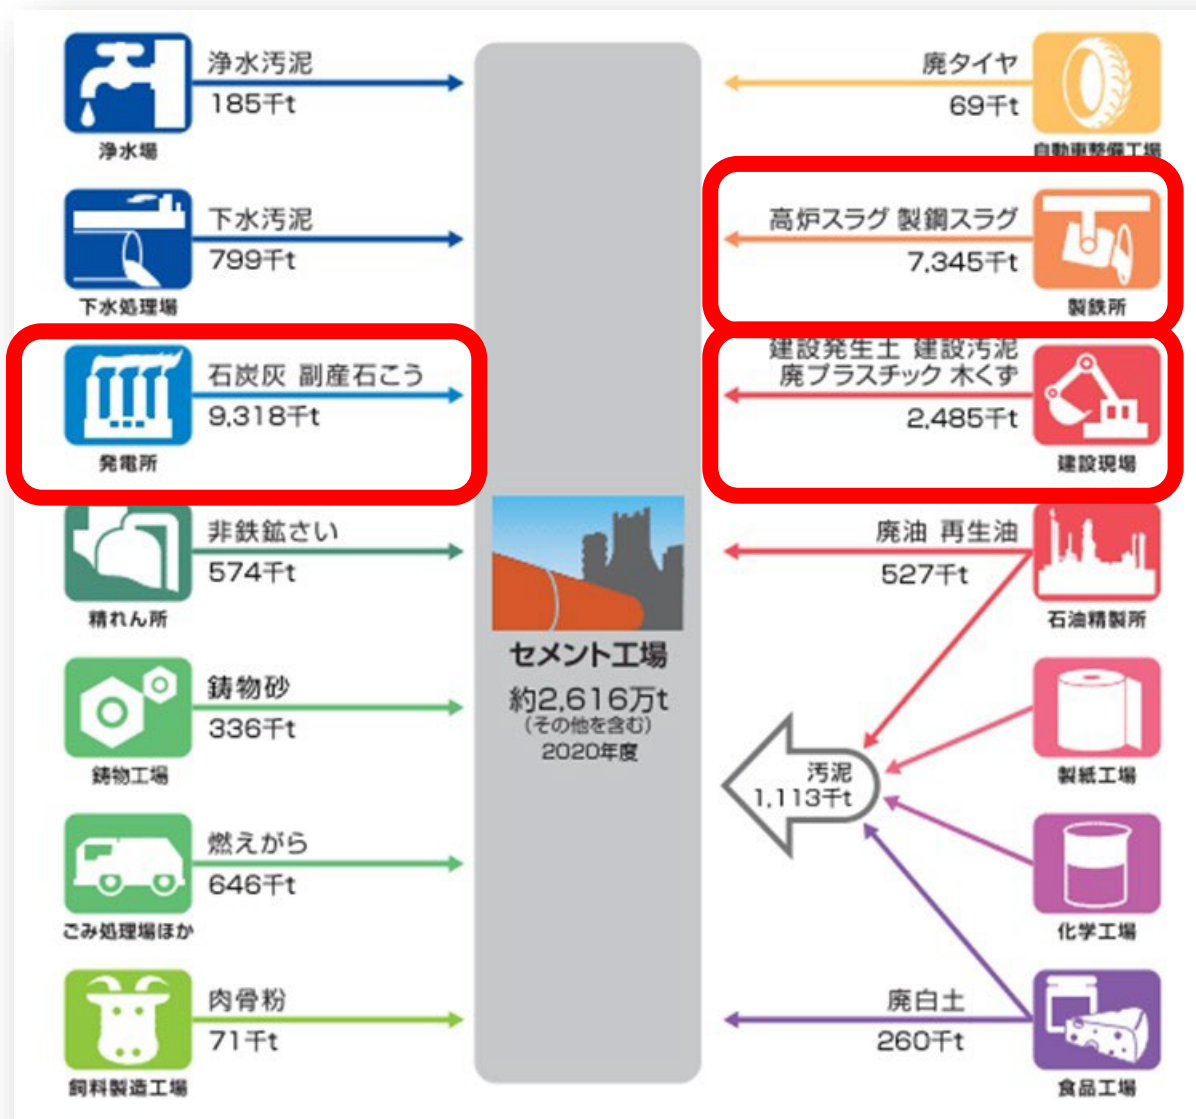 浄水汚泥
185千t
浄水場
下水汚泥
799千t
下水処理場
石炭灰 副産石こう
9,318千t
発電所
非鉄鉱さい
574千t
精れん所
鋳物砂
336千t
鋳物工場
燃えがら
646千t
ごみ処理場ほか
肉骨粉
71千t
飼料製造工場
セメント工場
約2,616万t
(その他を含む)
2020年度
廃タイヤ
69千t
自動車整備工場
高炉スラグ 製鋼スラグ
7,345千t
製鉄所
建設発生土 建設汚泥
廃プラスチック 木くず
2,485千t
建設現場
廃油 再生油
527千t
石油精製所
汚泥
1,113千t
製紙工場
化学工場
廃白土
260千t
食品工場